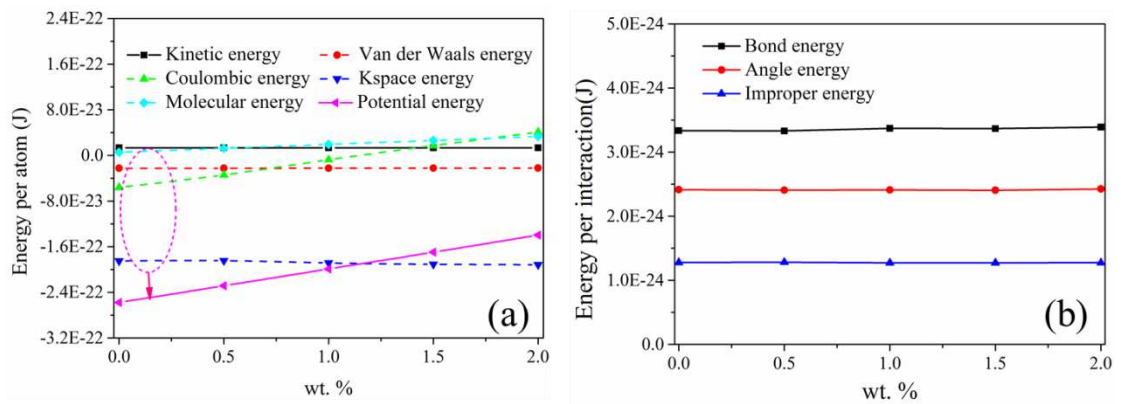 2.4E-22
1.6E-22
8.0E-23
0.0
-8.0E-23
-1.6E-22
-2.4E-22
-3.2E-22
Energy per atom (J)
Kinetic energy
Van der Waals energy
Coulombic energy
Kspace energy
Molecular energy
Potential energy
(a)
0.0 0.5 1.0 1.5 2.0
wt. %
5.0E-24
4.0E-24
3.0E-24
2.0E-24
1.0E-24
0.0
Energy per interaction(J)
Bond energy
Angle energy
Improper energy
(b)
0.0 0.5 1.0 1.5 2.0
wt. %